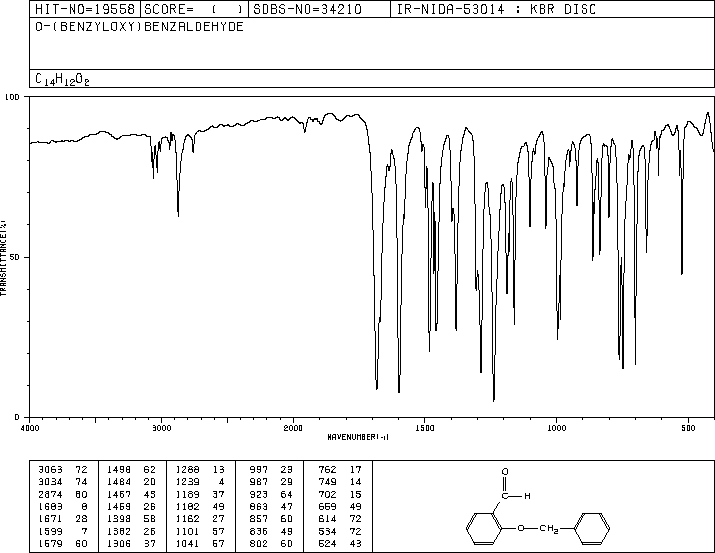 HIT-NO=19558 SCORE= ( ) SDBS-NO=34210 IR-NIDA-53014 : KBR DISC
O-(BENZYLOXY)BENZALDEHYDE
C14H12O2
100
50
0
TRANSMITTANCE(%)
4000 3000 2000 1500 1000 500
WAVENUMBER(-1)
3063 72 1498 62 1288 13 997 23 762 17
3034 74 1484 20 1239 4 987 29 749 14
2874 60 1467 45 1189 37 923 64 702 15
1683 8 1459 26 1182 49 863 47 659 49
1671 28 1398 58 1162 27 857 60 614 72
1599 7 1382 26 1101 57 836 49 534 72
1579 60 1306 37 1041 57 802 60 524 43
O
C H
O CH2